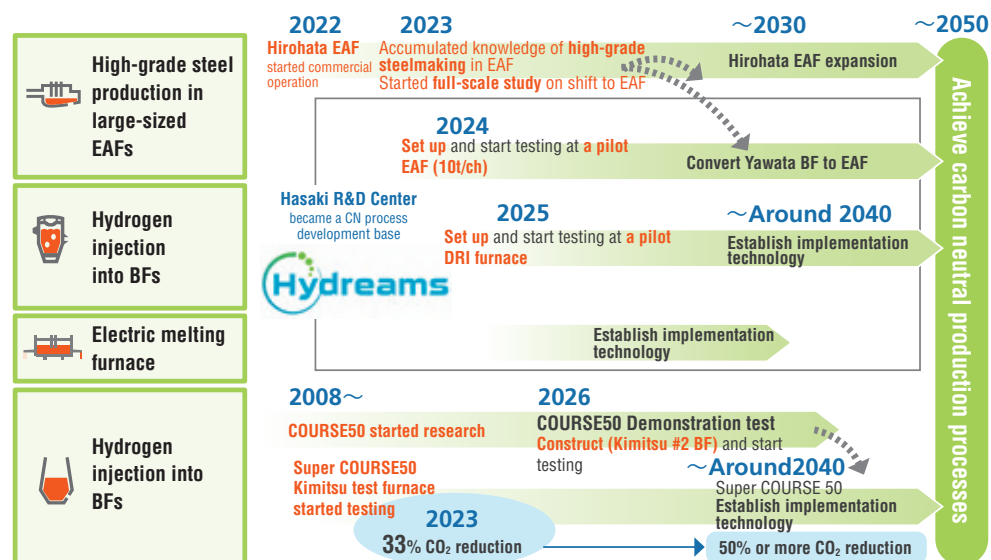 2022
2023
～2030
～2050
High-grade steel
production in
large-sized
EAFs
Hirohata EAF
started commercial
operation
Accumulated knowledge of high-grade
steelmaking in EAF
Started full-scale study on shift to EAF
Hirohata EAF expansion
2024
Set up and start testing at a pilot
EAF (10t/ch)
Convert Yawata BF to EAF
Hydrogen
injection
into BFs
Hasaki R&D Center
became a CN process
development base
Hydreams
2025
Set up and start testing at a pilot
DRI furnace
～Around 2040
Establish implementation
technology
Electric melting
furnace
Establish implementation
technology
Hydrogen
injection into
BFs
2008～
COURSE50 started research
2026
COURSE50 Demonstration test
Construct (Kimitsu #2 BF) and start
testing
Super COURSE50
Kimitsu test furnace
started testing
～Around2040
Super COURSE 50
Establish implementation
technology
2023
33% CO₂ reduction
50% or more CO₂ reduction
Achieve carbon neutral production processes